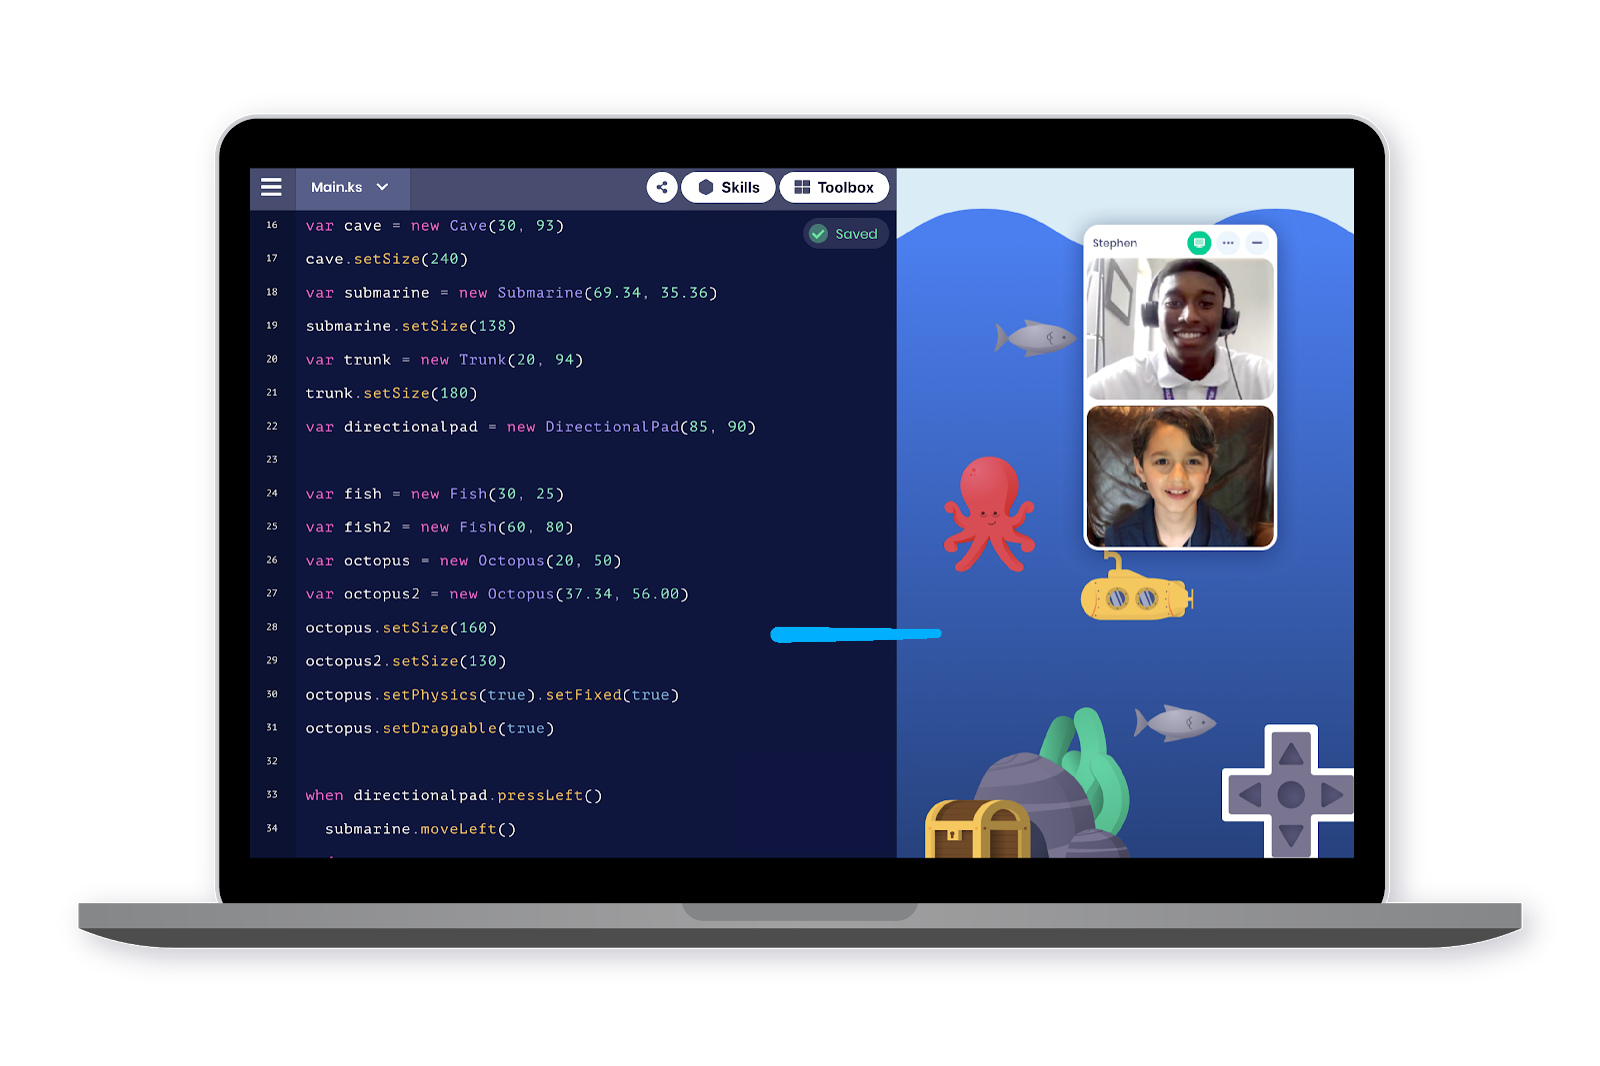 Main.ks
Skills
Toolbox
Saved
16 var cave = new Cave(30, 93)
17 cave.setSize(240)
18 var submarine = new Submarine(69.34, 35.36)
19 submarine.setSize(138)
20 var trunk = new Trunk(20, 94)
21 trunk.setSize(180)
22 var directionalpad = new DirectionalPad(85, 90)
23
24 var fish = new Fish(30, 25)
25 var fish2 = new Fish(60, 80)
26 var octopus = new Octopus(20, 50)
27 var octopus2 = new Octopus(37.34, 56.00)
28 octopus.setSize(160)
29 octopus2.setSize(130)
30 octopus.setPhysics(true).setFixed(true)
31 octopus.setDraggable(true)
32
33 when directionalpad.pressLeft()
34 submarine.moveLeft()
Stephen